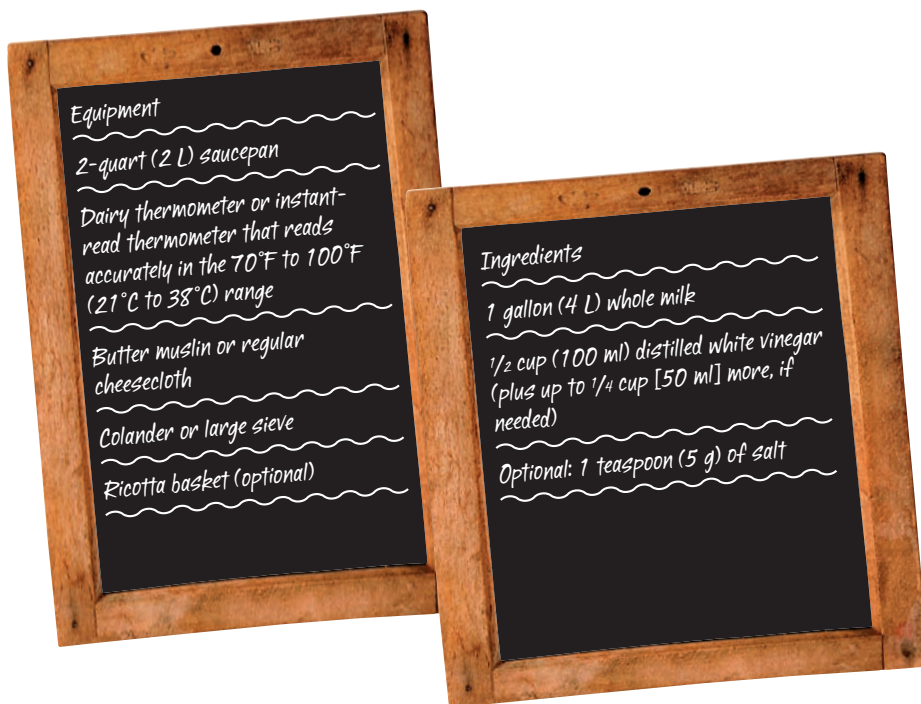 Equipment
2-quart (2 L) saucepan
Dairy thermometer or instant-
read thermometer that reads
accurately in the 70°F to 100°F
(21°C to 38°C) range
Butter muslin or regular
cheesecloth
Colander or large sieve
Ricotta basket (optional)
Ingredients
1 gallon (4 L) whole milk
1/2 cup (100 ml) distilled white vinegar
(plus up to 1/4 cup [50 ml] more, if
needed)
Optional: 1 teaspoon (5 g) of salt